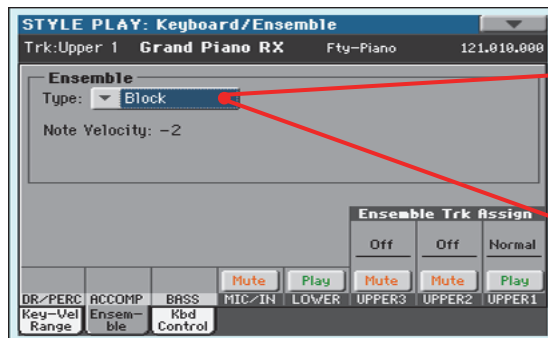 STYLE PLAY: Keyboard/Ensemble
Trk:Upper 1 Grand Piano RX Fty-Piano 121.010.000
Ensemble
Type: Block
Note Velocity: -2
Ensemble Trk Assign
Off Off Normal
Mute Play Mute Mute Play
DR/PERC ACCOMP BASS MIC/IN LOWER UPPER3 UPPER2 UPPER1
Key-Vel Range Ensem-ble Kbd Control